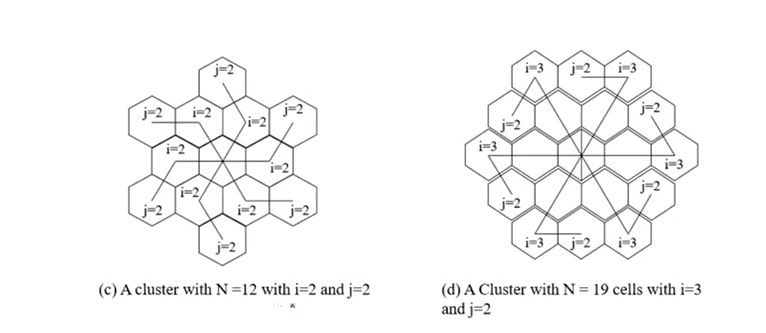 j=2
j=2 i=2 i=2 j=2
i=2 i=2
j=2 i=2 i=2 j=2
j=2
(c) A cluster with N =12 with i=2 and j=2
i=3 j=2 i=3
j=2 j=2
i=3 i=3
j=2 j=2
i=3 j=2 i=3
(d) A Cluster with N = 19 cells with i=3
and j=2